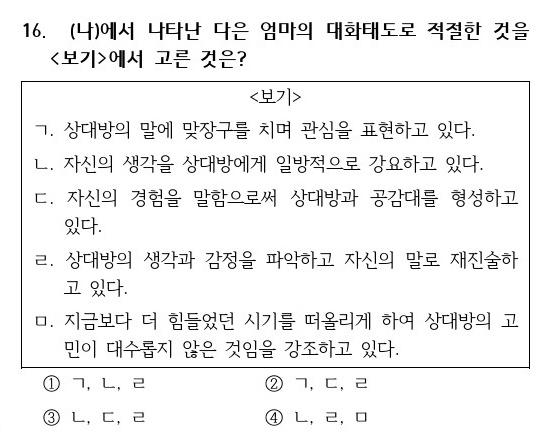 16. (나)에서 나타난 다은 엄마의 대화태도로 적절한 것을
<보기>에서 고른 것은?
<보기>
ㄱ. 상대방의 말에 맞장구를 치며 관심을 표현하고 있다.
ㄴ. 자신의 생각을 상대방에게 일방적으로 강요하고 있다.
ㄷ. 자신의 경험을 말함으로써 상대방과 공감대를 형성하고
있다.
ㄹ. 상대방의 생각과 감정을 파악하고 자신의 말로 재진술하
고 있다.
ㅁ. 지금보다 더 힘들었던 시기를 떠올리게 하여 상대방의 고
민이 대수롭지 않은 것임을 강조하고 있다.
① ㄱ, ㄴ, ㄹ ② ㄱ, ㄷ, ㄹ
③ ㄴ, ㄷ, ㄹ ④ ㄴ, ㄹ, ㅁ